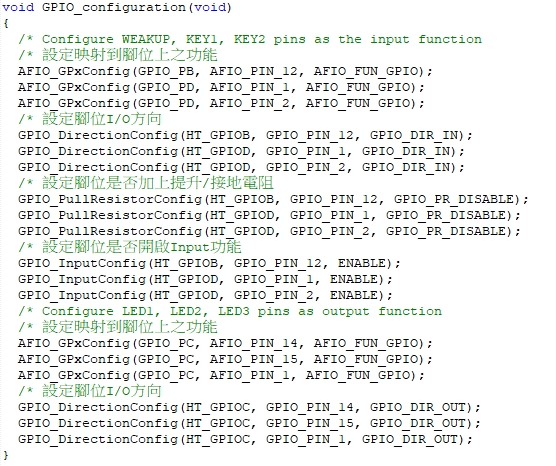 void GPIO_configuration(void)
{
/* Configure WEAKUP, KEY1, KEY2 pins as the input function
/* 設定映射到腳位上之功能
AFIO_GPxConfig(GPIO_PB, AFIO_PIN_12, AFIO_FUN_GPIO);
AFIO_GPxConfig(GPIO_PD, AFIO_PIN_1, AFIO_FUN_GPIO);
AFIO_GPxConfig(GPIO_PD, AFIO_PIN_2, AFIO_FUN_GPIO);
/* 設定腳位I/O方向
GPIO_DirectionConfig(HT_GPIOB, GPIO_PIN_12, GPIO_DIR_IN);
GPIO_DirectionConfig(HT_GPIOD, GPIO_PIN_1, GPIO_DIR_IN);
GPIO_DirectionConfig(HT_GPIOD, GPIO_PIN_2, GPIO_DIR_IN);
/* 設定腳位是否加上提升/接地電阻
GPIO_PullResistorConfig(HT_GPIOB, GPIO_PIN_12, GPIO_PR_DISABLE);
GPIO_PullResistorConfig(HT_GPIOD, GPIO_PIN_1, GPIO_PR_DISABLE);
GPIO_PullResistorConfig(HT_GPIOD, GPIO_PIN_2, GPIO_PR_DISABLE);
/* 設定腳位是否開啟Input功能
GPIO_InputConfig(HT_GPIOB, GPIO_PIN_12, ENABLE);
GPIO_InputConfig(HT_GPIOD, GPIO_PIN_1, ENABLE);
GPIO_InputConfig(HT_GPIOD, GPIO_PIN_2, ENABLE);
/* Configure LED1, LED2, LED3 pins as output function
/* 設定映射到腳位上之功能
AFIO_GPxConfig(GPIO_PC, AFIO_PIN_14, AFIO_FUN_GPIO);
AFIO_GPxConfig(GPIO_PC, AFIO_PIN_15, AFIO_FUN_GPIO);
AFIO_GPxConfig(GPIO_PC, AFIO_PIN_1, AFIO_FUN_GPIO);
/* 設定腳位I/O方向
GPIO_DirectionConfig(HT_GPIOC, GPIO_PIN_14, GPIO_DIR_OUT);
GPIO_DirectionConfig(HT_GPIOC, GPIO_PIN_15, GPIO_DIR_OUT);
GPIO_DirectionConfig(HT_GPIOC, GPIO_PIN_1, GPIO_DIR_OUT);
}